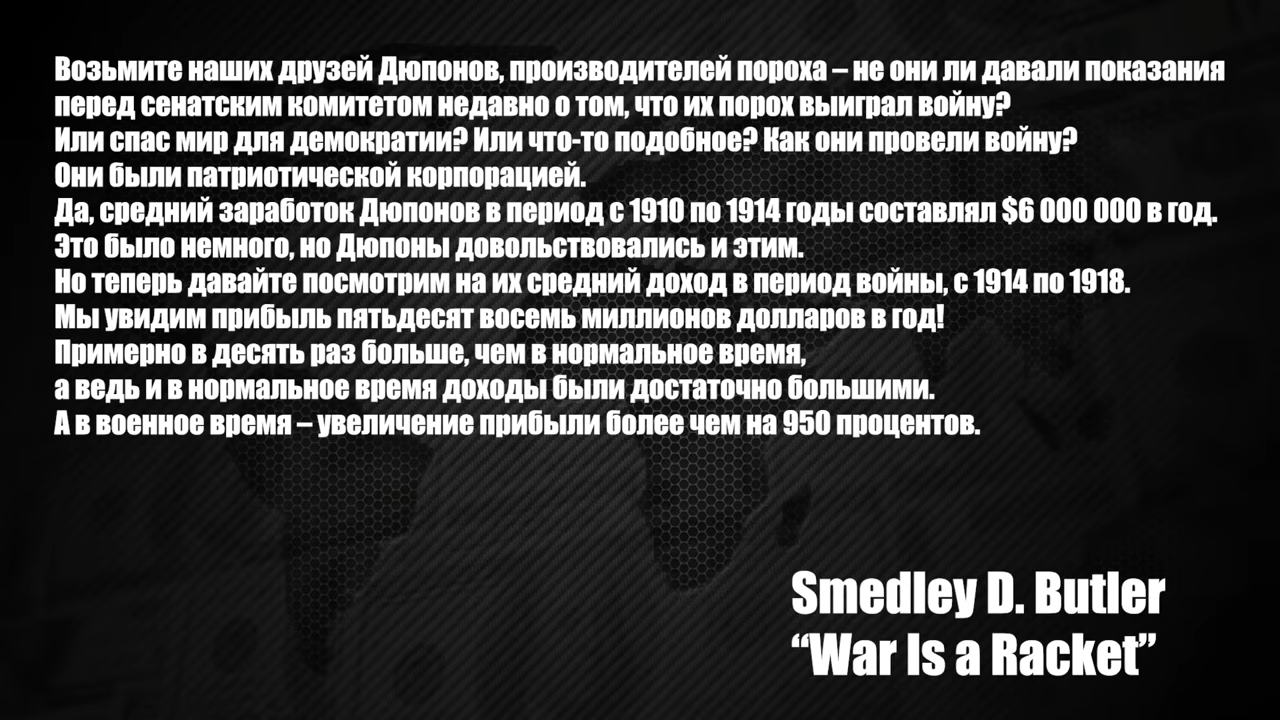 Возьмите наших друзей Дюпонов, производителей пороха – не они ли давали показания
перед сенатским комитетом недавно о том, что их порох выиграл войну?
Или спас мир для демократии? Или что-то подобное? Как они провели войну?
Они были патриотической корпорацией.
Да, средний заработок Дюпонов в период с 1910 по 1914 годы составлял $6 000 000 в год.
Это было немного, но Дюпоны довольствовались и этим.
Но теперь давайте посмотрим на их средний доход в период войны, с 1914 по 1918.
Мы увидим прибыль пятьдесят восемь миллионов долларов в год!
Примерно в десять раз больше, чем в нормальное время,
а ведь и в нормальное время доходы были достаточно большими.
А в военное время – увеличение прибыли более чем на 950 процентов.
Smedley D. Butler
“War Is a Racket”